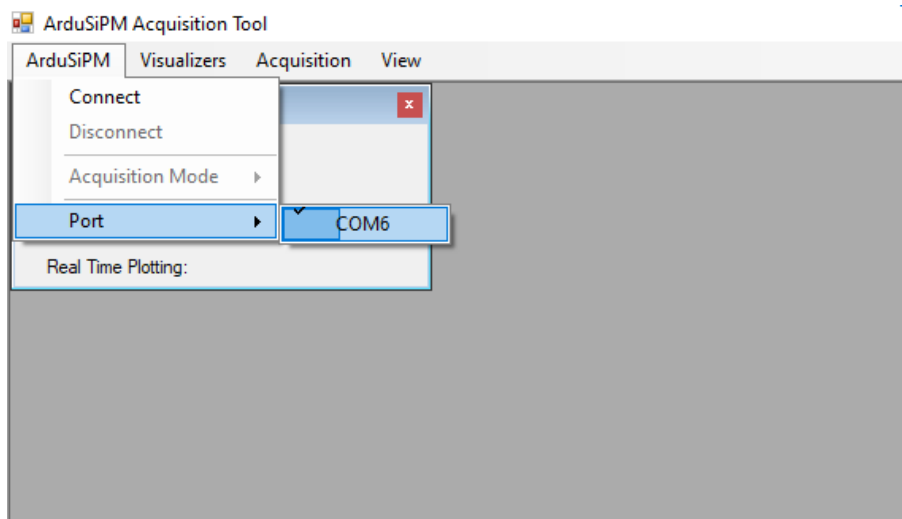 ArduSiPM Acquisition Tool
ArduSiPM Visualizers Acquisition View
Connect
Disconnect
Acquisition Mode
Port
COM6
Real Time Plotting: